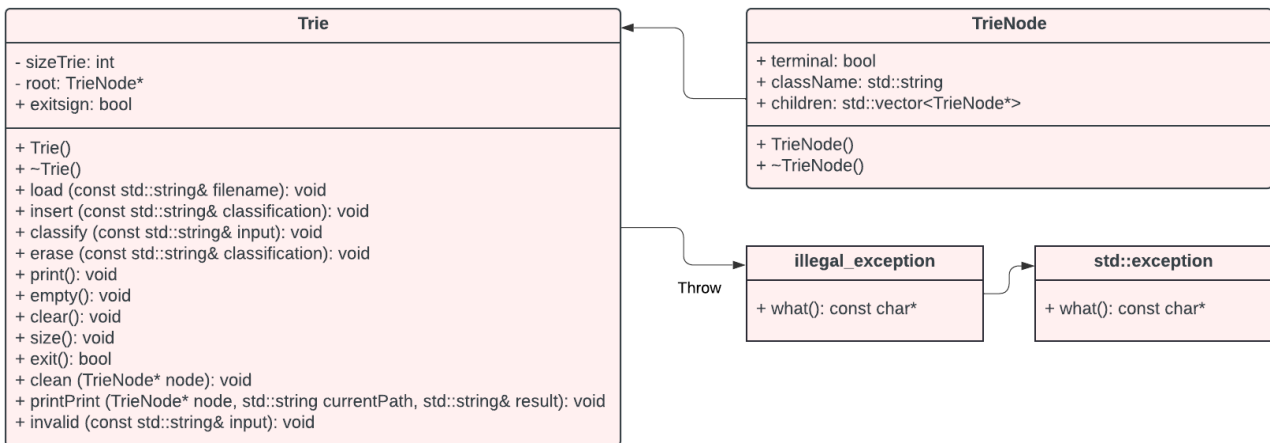 Trie
- sizeTrie: int
- root: TrieNode*
+ exitsign: bool
+ Trie()
+ ~Trie()
+ load (const std::string& filename): void
+ insert (const std::string& classification): void
+ classify (const std::string& input): void
+ erase (const std::string& classification): void
+ print(): void
+ empty(): void
+ clear(): void
+ size(): void
+ exit(): bool
+ clean (TrieNode* node): void
+ printPrint (TrieNode* node, std::string currentPath, std::string& result): void
+ invalid (const std::string& input): void
TrieNode
+ terminal: bool
+ className: std::string
+ children: std::vector<TrieNode*>
+ TrieNode()
+ ~TrieNode()
Throw
illegal_exception
+ what(): const char*
std::exception
+ what(): const char*